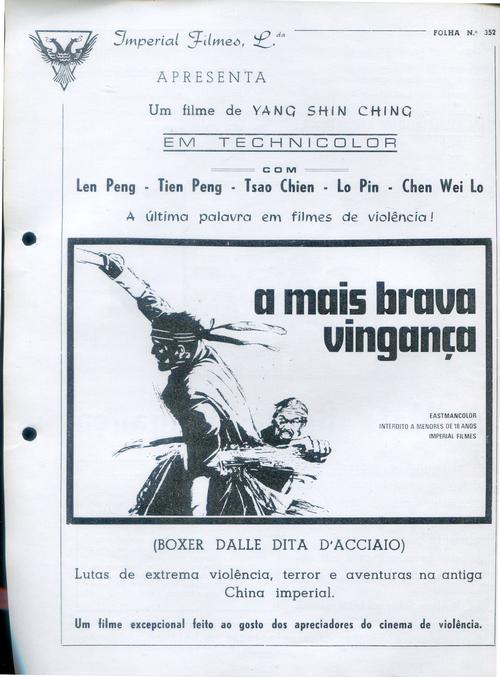 Imperial Filmes, L.da
FOLHA N.º 352
APRESENTA
Um filme de YANG SHIN CHING
EM TECHNICOLOR
COM
Len Peng - Tien Peng - Tsao Chien - Lo Pin - Chen Wei Lo
A última palavra em filmes de violência!
a mais brava
vingança
EASTMANCOLOR
INTERDITO A MENORES DE 18 ANOS
IMPERIAL FILMES
(BOXER DALLE DITA D'ACCIAIO)
Lutas de extrema violência, terror e aventuras na antiga
China imperial.
Um filme excepcional feito ao gosto dos apreciadores do cinema de violência.